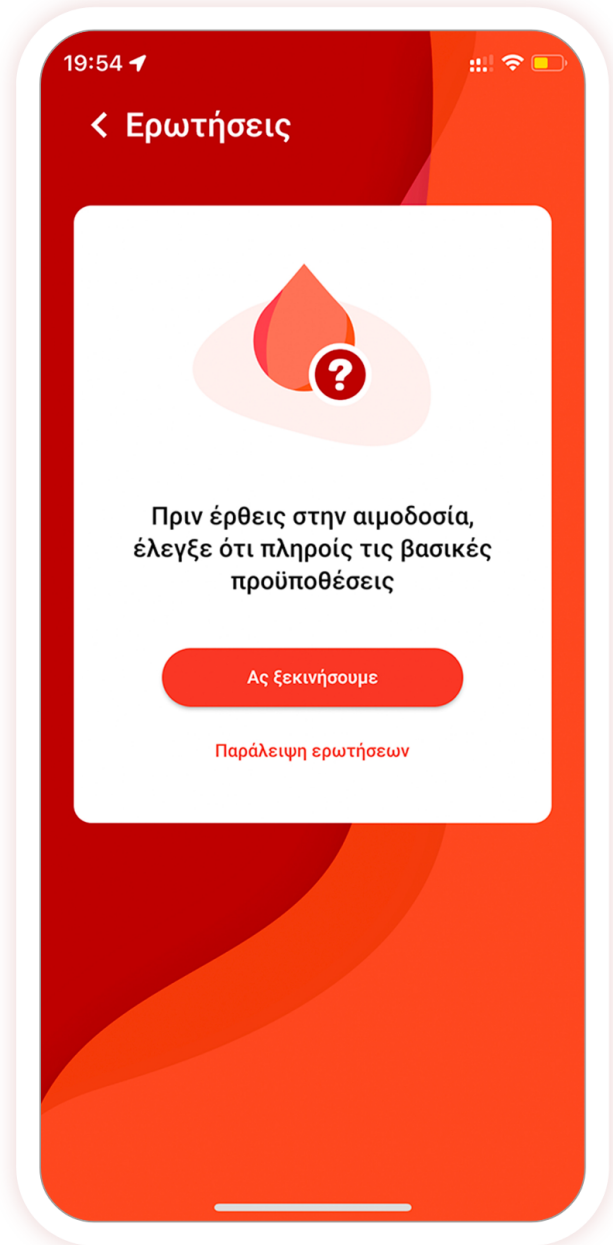 19:54
Ερωτήσεις
?
Πριν έρθεις στην αιμοδοσία,
έλεγξε ότι πληροίς τις βασικές
προϋποθέσεις
Ας ξεκινήσουμε
Παράλειψη ερωτήσεων